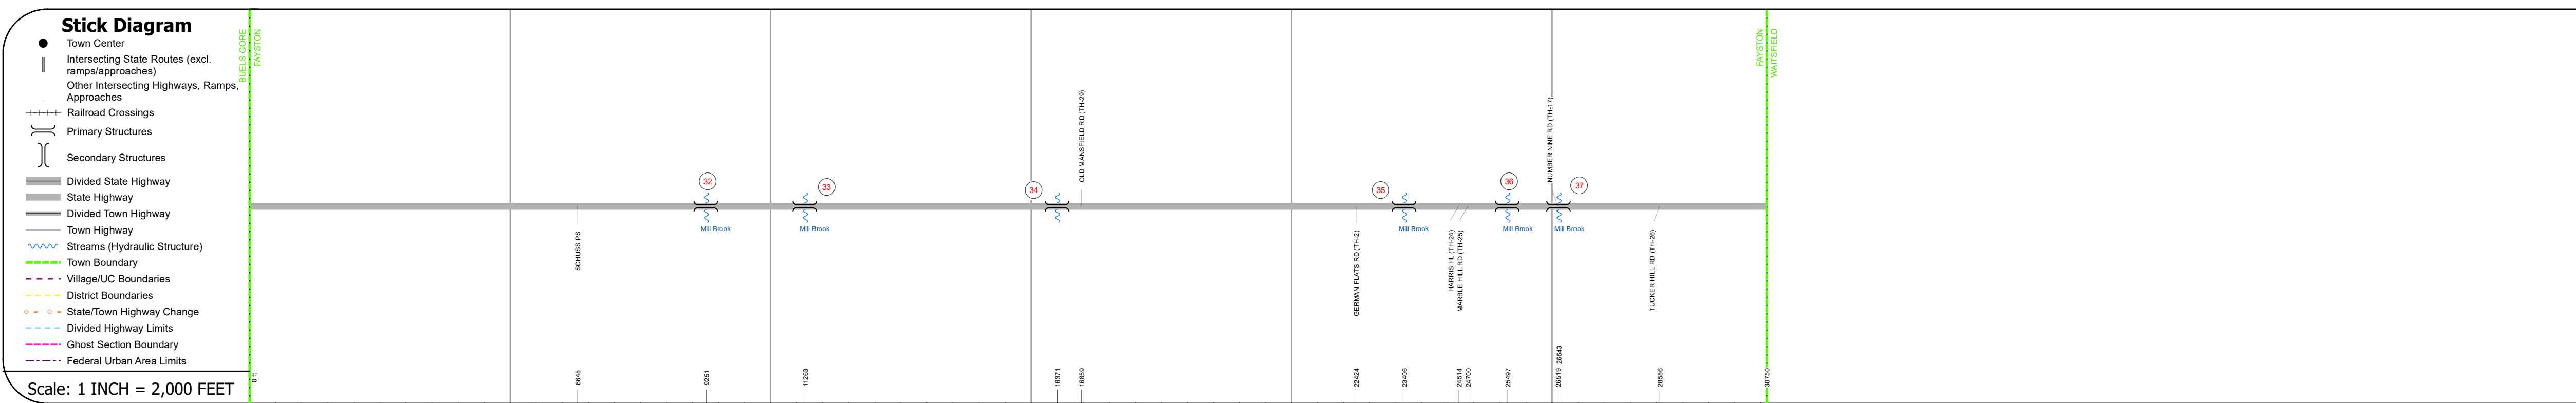 Stick Diagram
Town Center
Intersecting State Routes (excl.
ramps/approaches)
Other Intersecting Highways, Ramps,
Approaches
Railroad Crossings
Primary Structures
Secondary Structures
Divided State Highway
State Highway
Divided Town Highway
Town Highway
Streams (Hydraulic Structure)
Town Boundary
Village/UC Boundaries
District Boundaries
State/Town Highway Change
Divided Highway Limits
Ghost Section Boundary
Federal Urban Area Limits
Scale: 1 INCH = 2,000 FEET
BUELS GORE
FAYSTON
FAYSTON
WAITSFIELD
OLD MANSFIELD RD (TH-29)
NUMBER NINE RD (TH-17)
32
33
34
35
36
37
Mill Brook
Mill Brook
Mill Brook
Mill Brook
Mill Brook
SCHUSS PS
GERMAN FLATS RD (TH-2)
HARRIS HL (TH-24)
MARBLE HILL RD (TH-25)
TUCKER HILL RD (TH-26)
0 ft
6648
9251
11263
16371
16859
22424
23406
24514
24700
25497
26519 26543
28586
30750